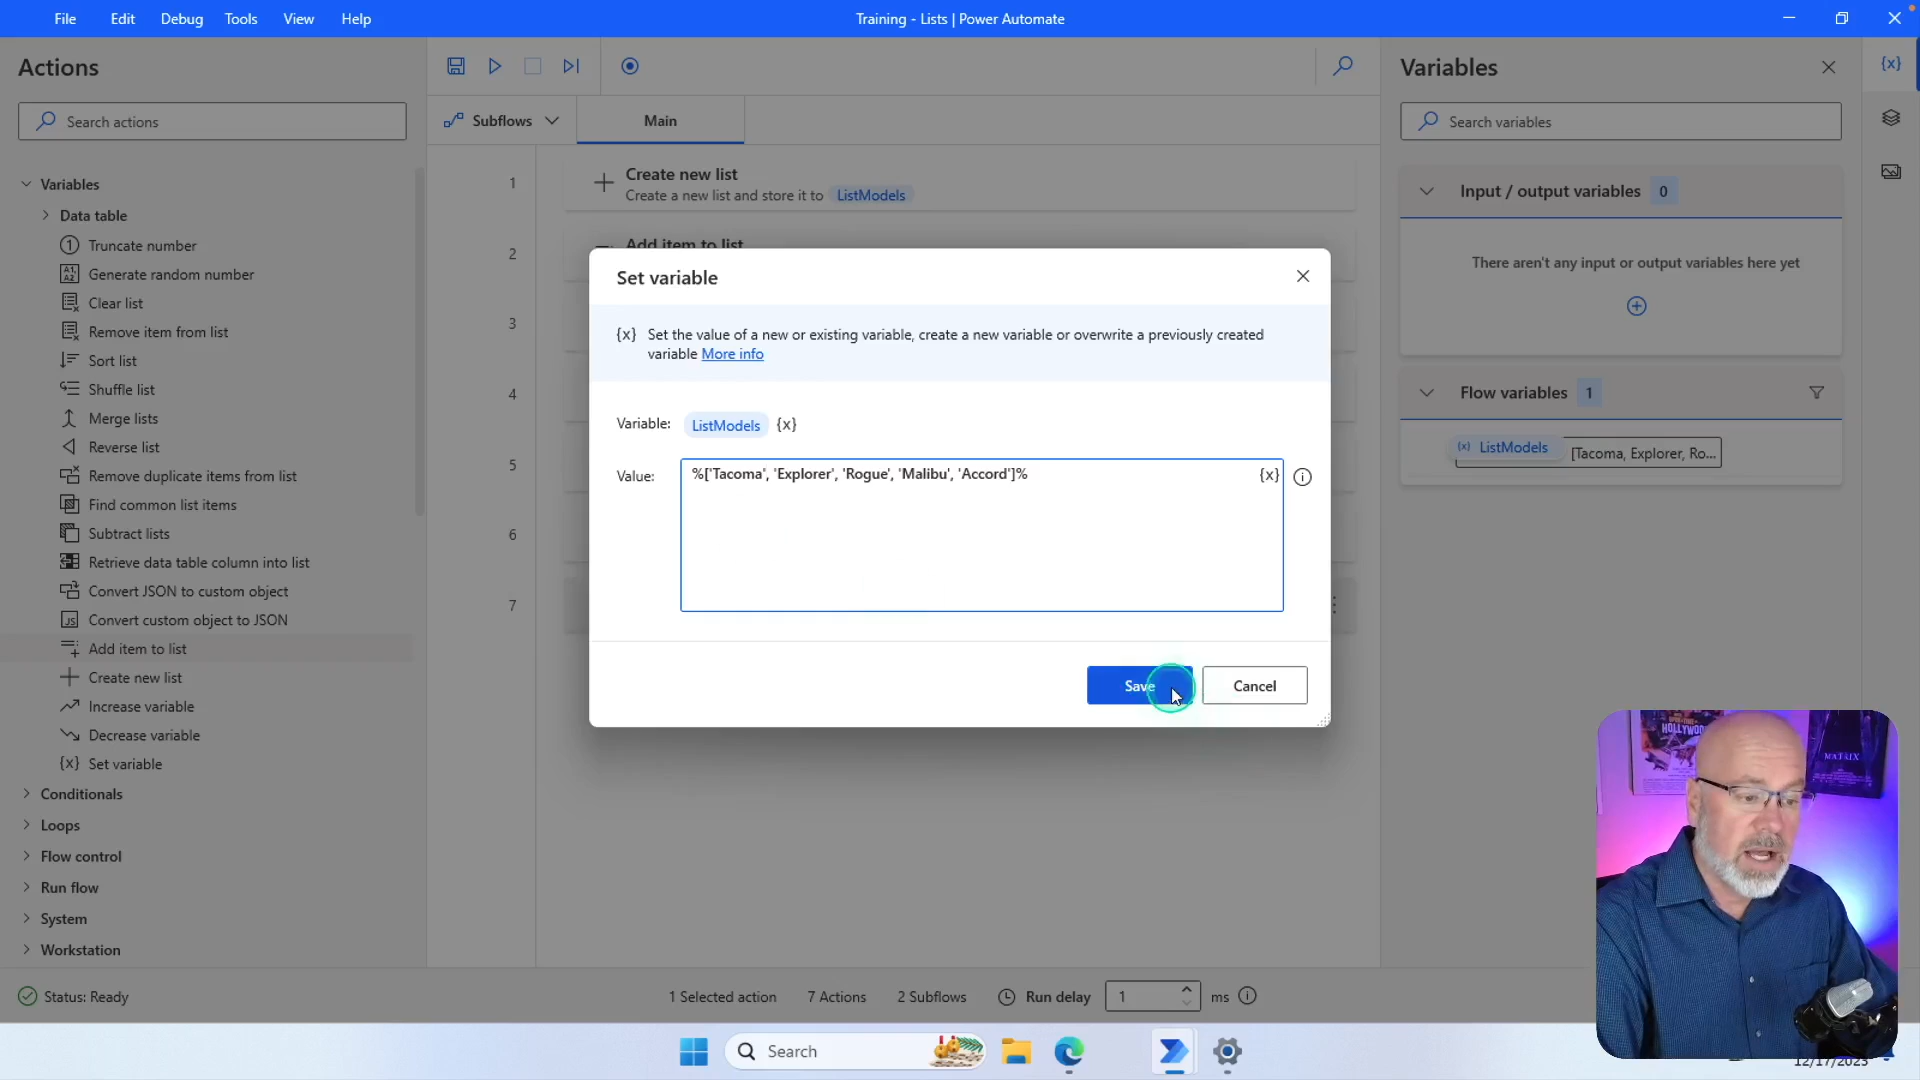 File Edit Debug Tools View Help
Training - Lists | Power Automate
Actions
Search actions
Variables
Data table
Truncate number
Generate random number
Clear list
Remove item from list
Sort list
Shuffle list
Merge lists
Reverse list
Remove duplicate items from list
Find common list items
Subtract lists
Retrieve data table column into list
Convert JSON to custom object
Convert custom object to JSON
Add item to list
Create new list
Increase variable
Decrease variable
{x} Set variable
Conditionals
Loops
Flow control
Run flow
System
Workstation
Subflows
Main
1
Create new list
Create a new list and store it to ListModels
2
Add item to list
3
4
5
6
7
Set variable
{x} Set the value of a new or existing variable, create a new variable or overwrite a previously created
variable More info
Variable: ListModels {x}
Value: %['Tacoma', 'Explorer', 'Rogue', 'Malibu', 'Accord']% {x}
Save
Cancel
Variables
{x}
Search variables
Input / output variables 0
There aren't any input or output variables here yet
Flow variables 1
(x) ListModels [Tacoma, Explorer, Ro...
Status: Ready
1 Selected action
7 Actions
2 Subflows
Run delay 1 ms
Search
HOLLYWOO
MATRIX
12/17/2023